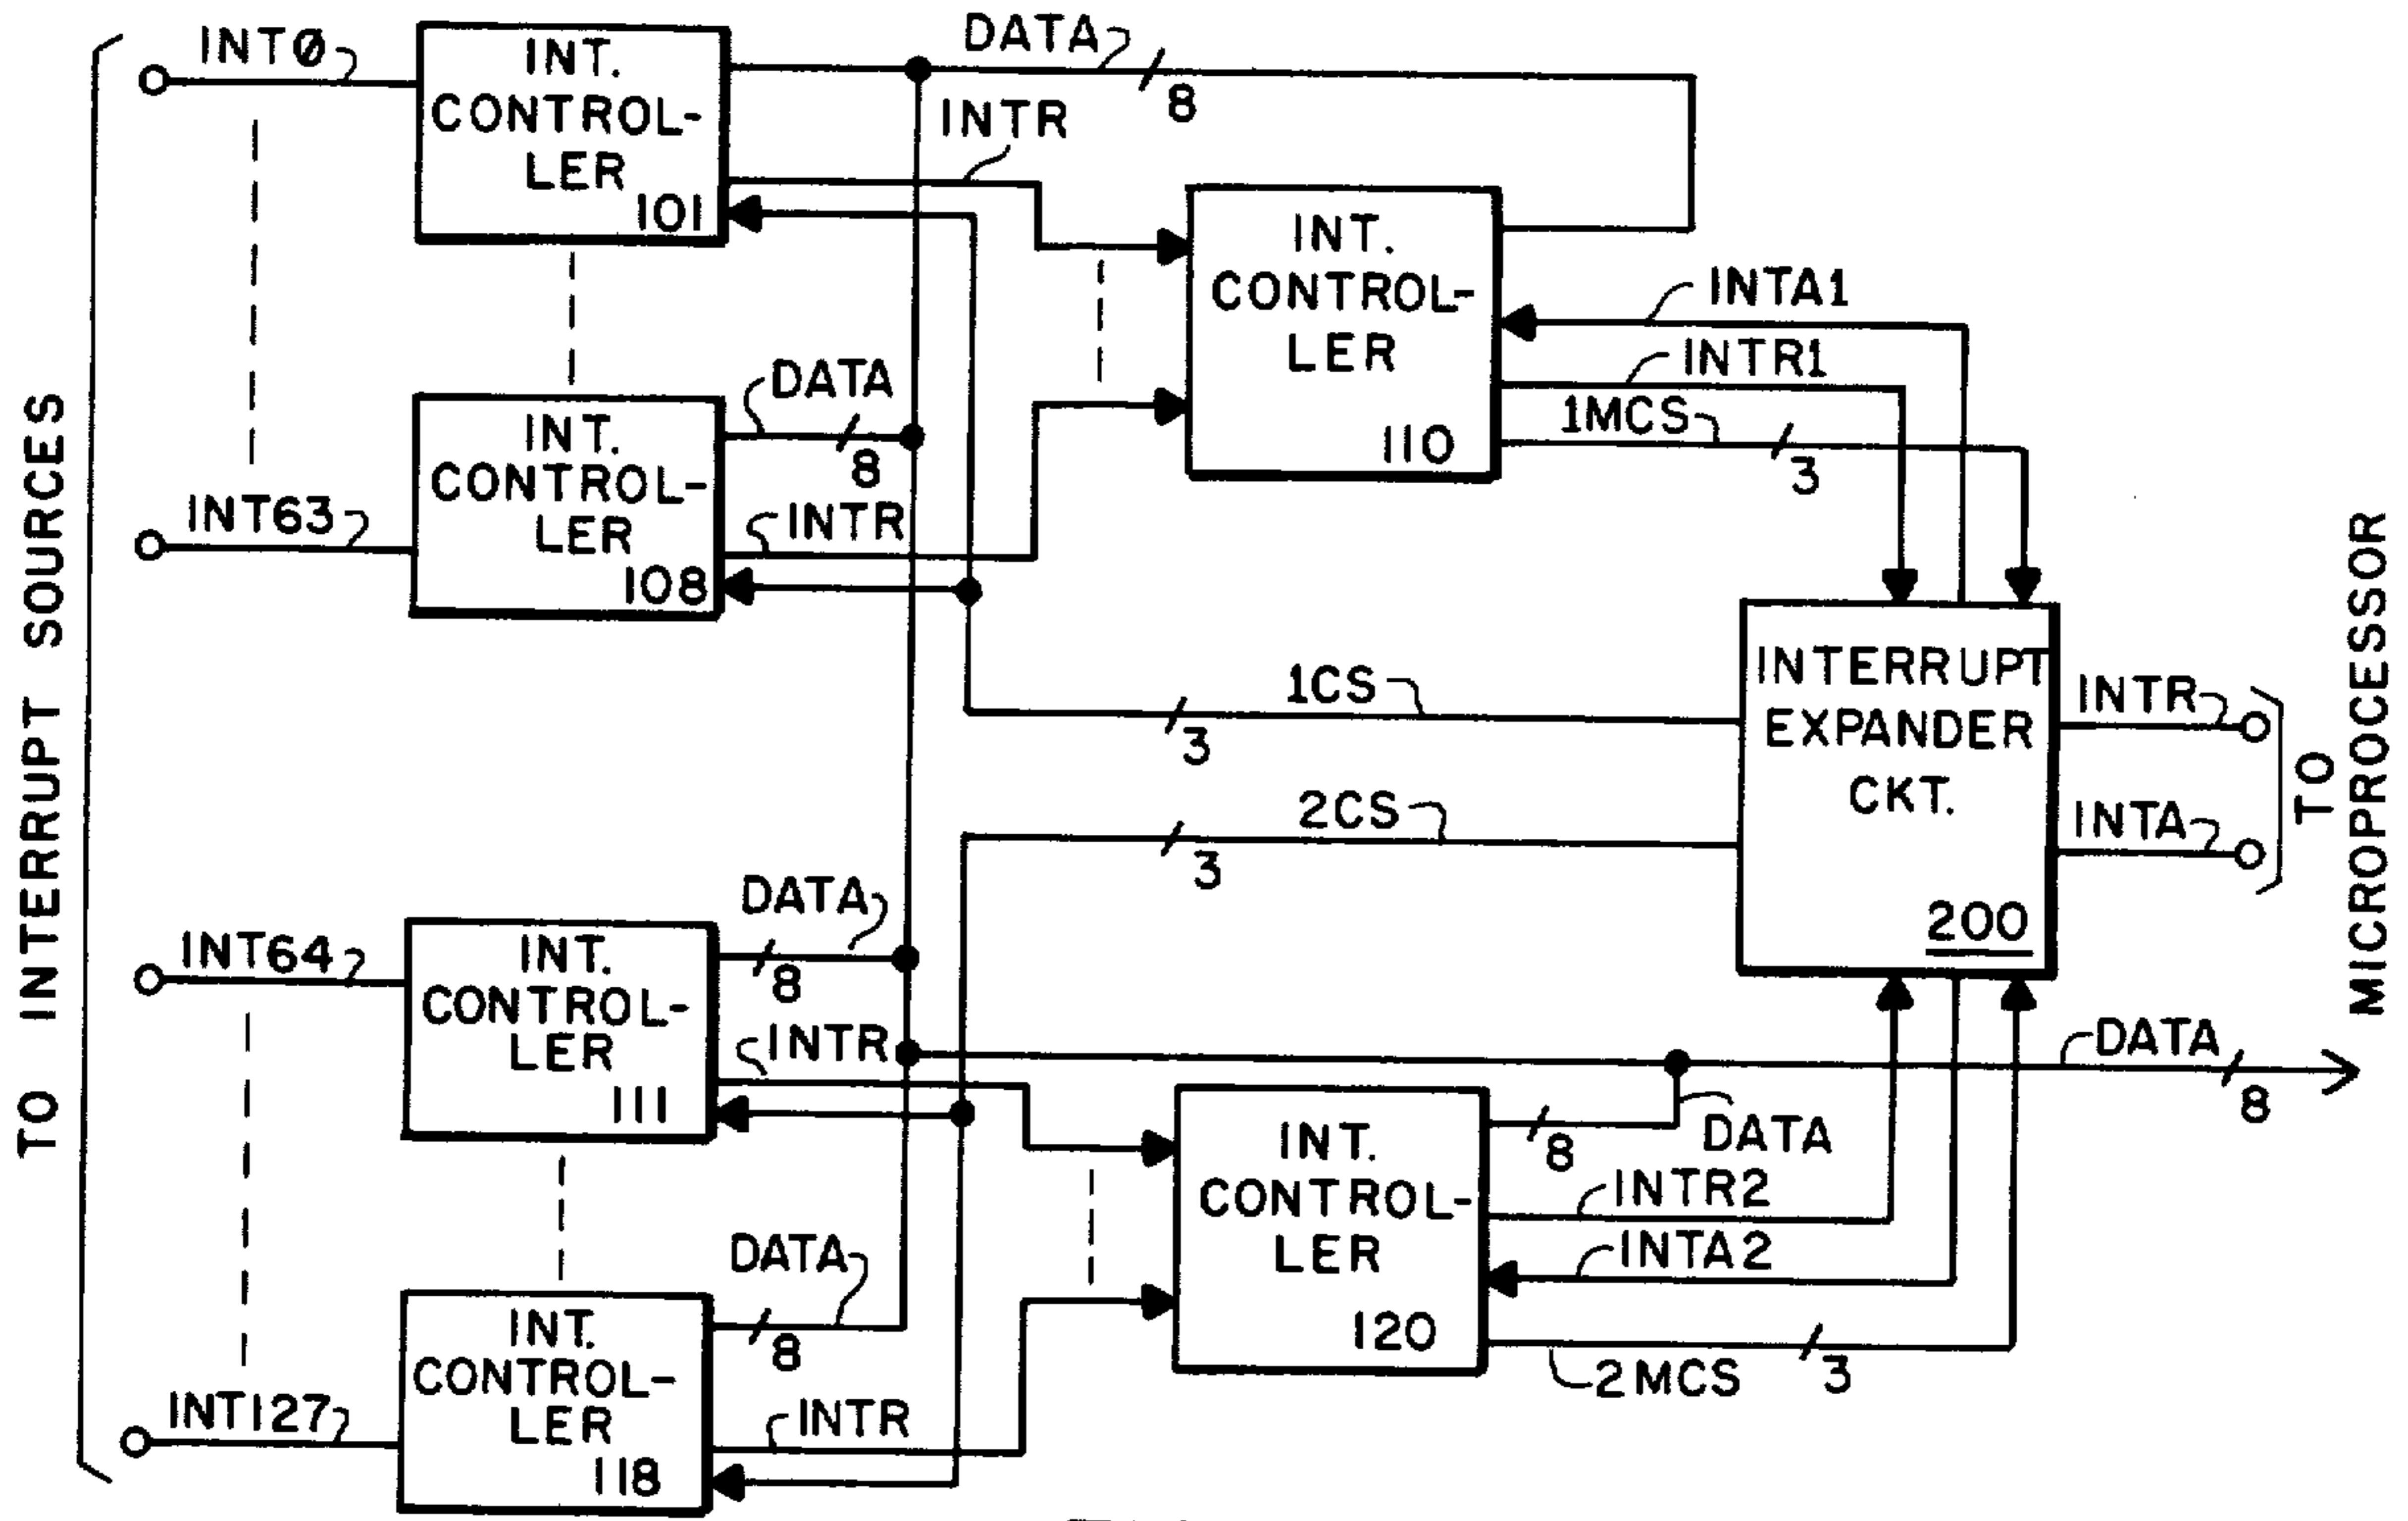 TO INTERRUPT SOURCES
INTØ
INT.
CONTROL-
LER
101
DATA
8
INTR
INT63
INT.
CONTROL-
LER
108
DATA
8
INTR
INT.
CONTROL-
LER
110
INTA1
INTR1
1MCS
3
1CS
3
2CS
3
INTERRUPT
EXPANDER
CKT.
200
INTR
INTA
TO
MICROPROCESSOR
INT64
INT.
CONTROL-
LER
111
DATA
8
INTR
DATA
8
INT.
CONTROL-
LER
120
8
DATA
INTR2
INTA2
2MCS
3
INT127
INT.
CONTROL-
LER
118
DATA
8
INTR